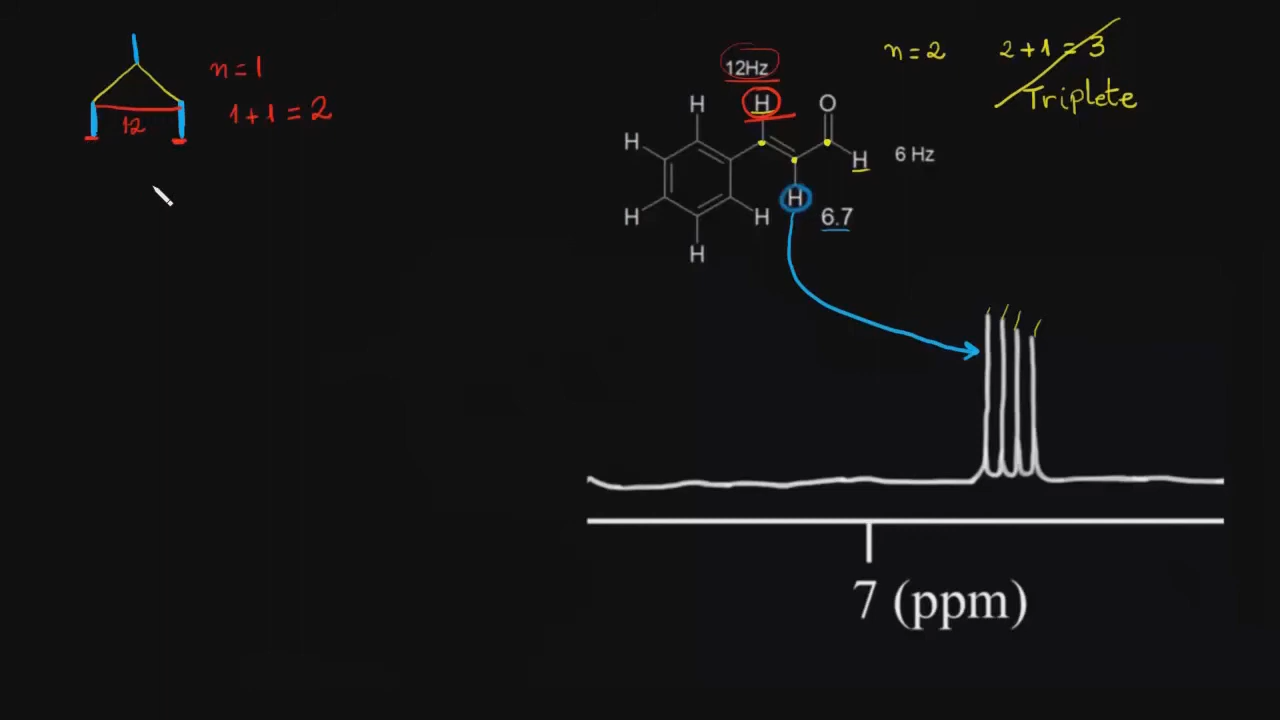 n=1
1+1=2
12
12Hz
n=2
2+1=3
Triplete
H
H
O
H
H
6 Hz
H
H
H
6.7
H
7 (ppm)